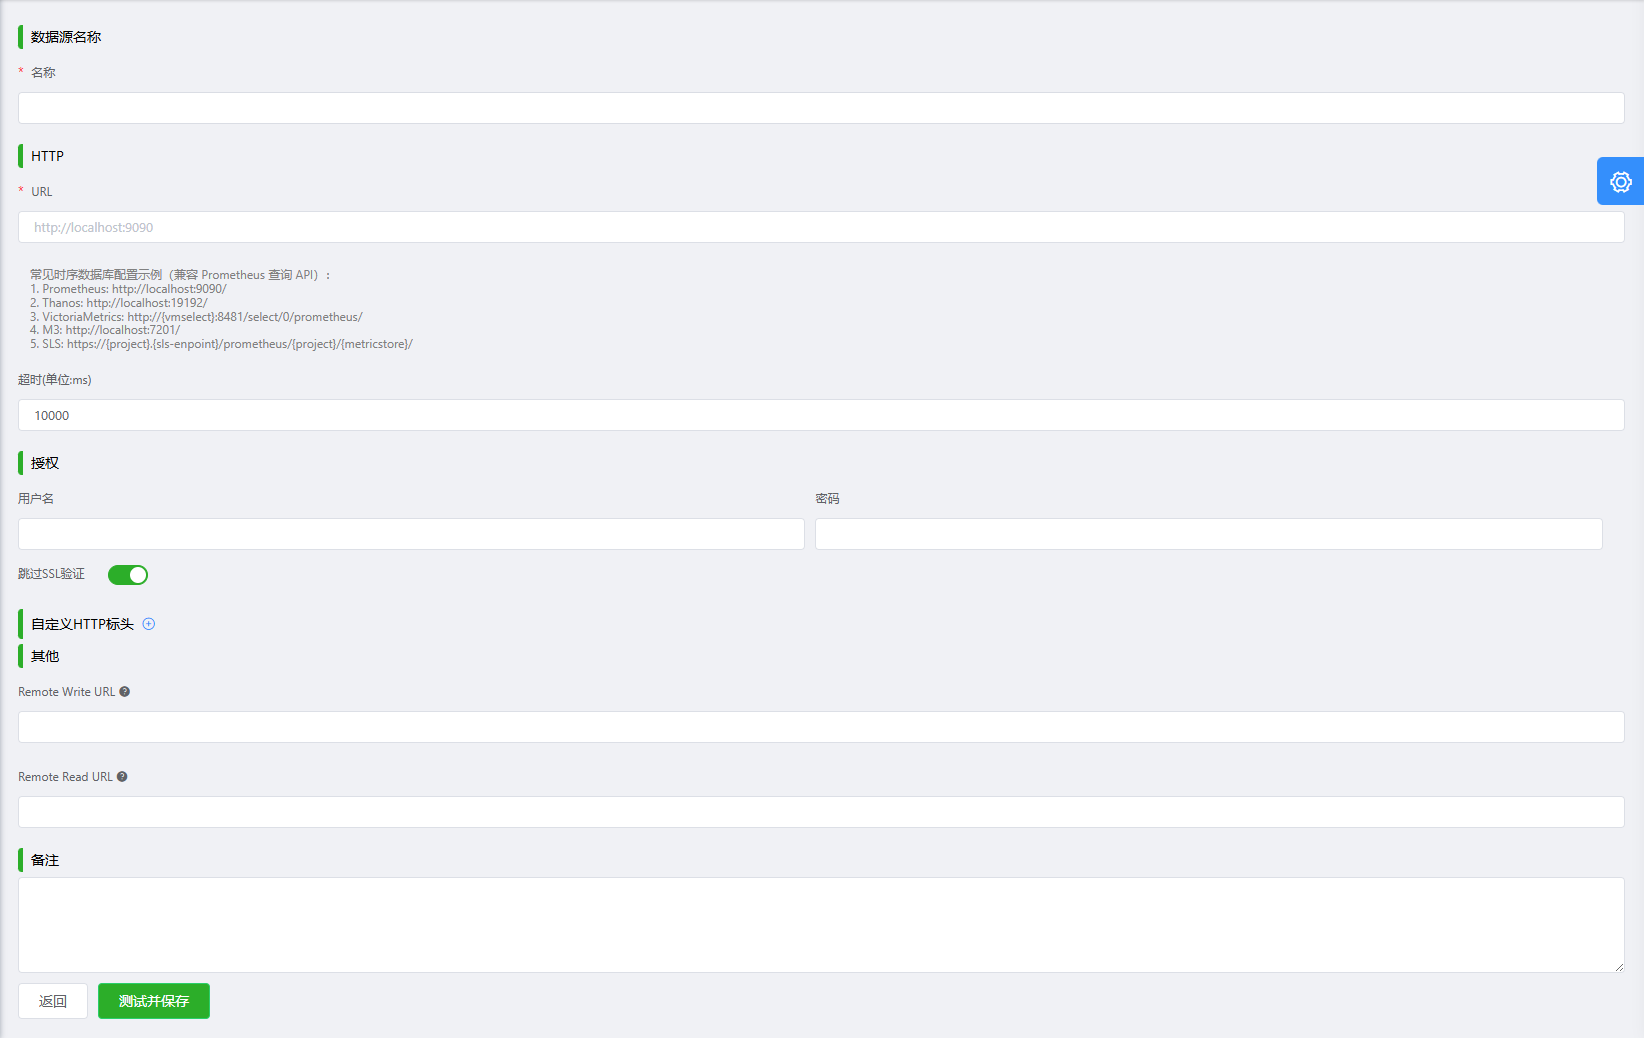 数据源名称
* 名称
HTTP
* URL
http://localhost:9090
常见时序数据库配置示例（兼容 Prometheus 查询 API）:
1. Prometheus: http://localhost:9090/
2. Thanos: http://localhost:19192/
3. VictoriaMetrics: http://{vmselect}:8481/select/0/prometheus/
4. M3: http://localhost:7201/
5. SLS: https://{project}.{sls-enpoint}/prometheus/{project}/{metricstore}/
超时(单位:ms)
10000
授权
用户名 密码
跳过SSL验证
自定义HTTP标头
其他
Remote Write URL
Remote Read URL
备注
返回 测试并保存